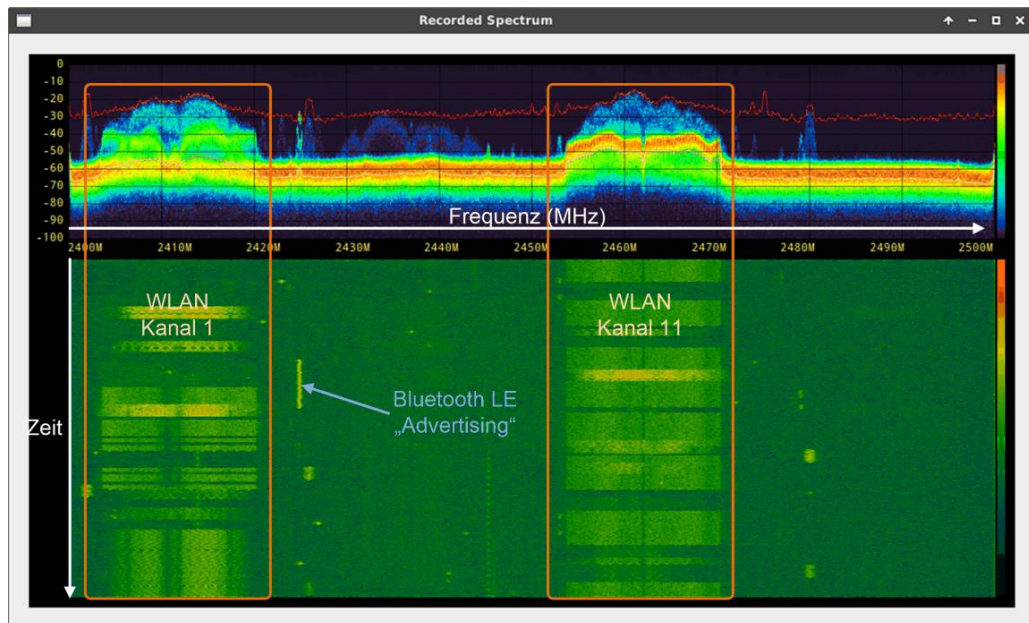 Recorded Spectrum
0
-10
-20
-30
-40
-50
-60
-70
-80
-90
-100
Frequenz (MHz)
2400M 2410M 2420M 2430M 2440M 2450M 2460M 2470M 2480M 2490M 2500M
WLAN
Kanal 1
WLAN
Kanal 11
Bluetooth LE
„Advertising“
Zeit